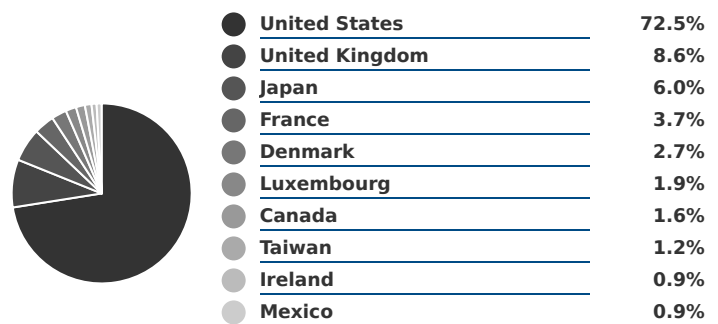 United States 72.5%
United Kingdom 8.6%
Japan 6.0%
France 3.7%
Denmark 2.7%
Luxembourg 1.9%
Canada 1.6%
Taiwan 1.2%
Ireland 0.9%
Mexico 0.9%